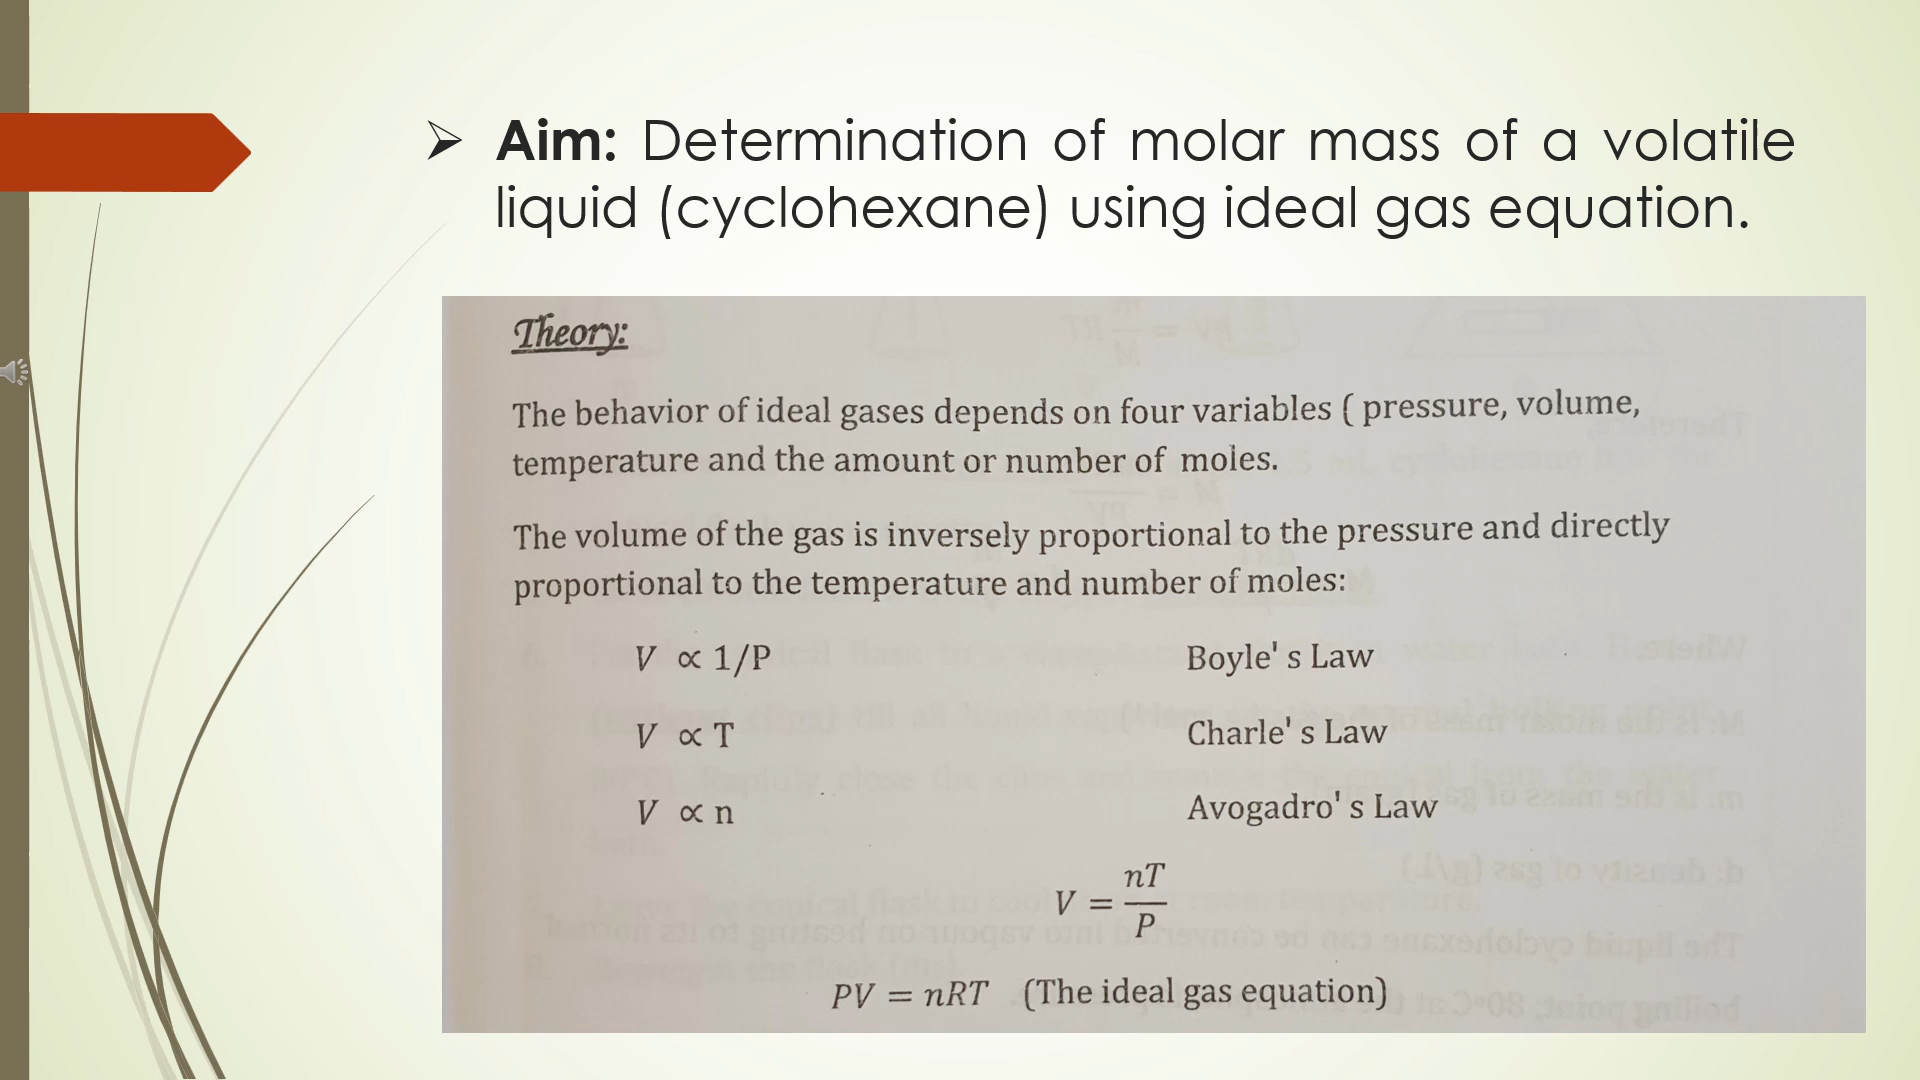 ➢ Aim: Determination of molar mass of a volatile
liquid (cyclohexane) using ideal gas equation.
Theory:
The behavior of ideal gases depends on four variables ( pressure, volume,
temperature and the amount or number of moles.
The volume of the gas is inversely proportional to the pressure and directly
proportional to the temperature and number of moles:
V ∝ 1/P Boyle's Law
V ∝ T Charle's Law
V ∝ n Avogadro's Law
V = nT/P
PV = nRT (The ideal gas equation)